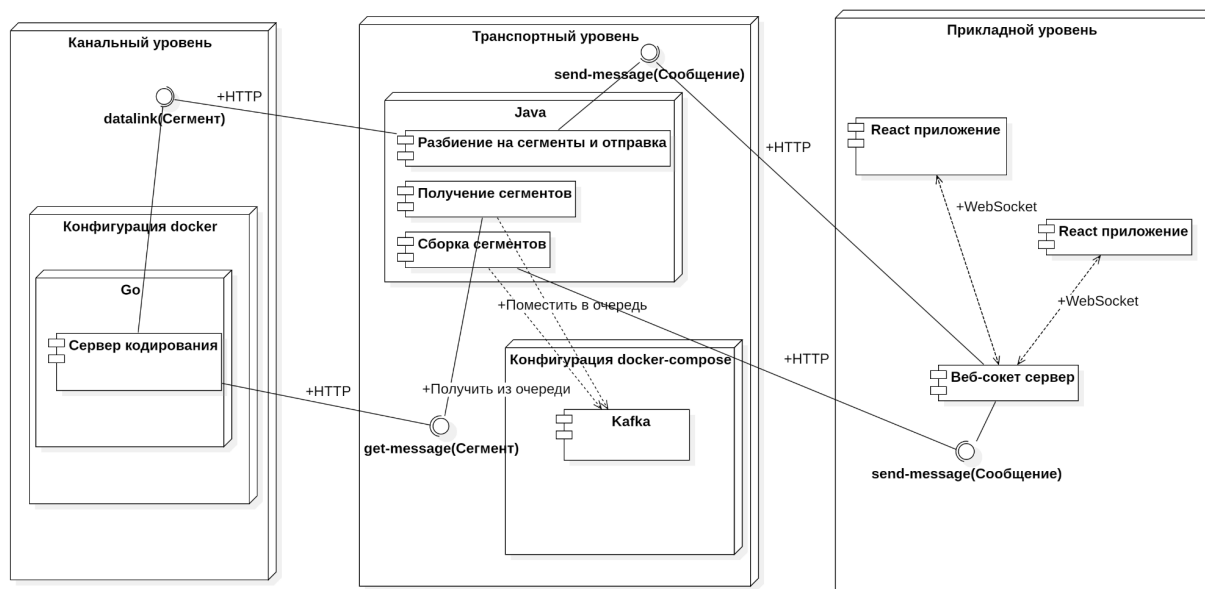 Канальный уровень
datalink(Сегмент)
+HTTP
Конфигурация docker
Go
Сервер кодирования
+HTTP
Транспортный уровень
send-message(Сообщение)
Java
Разбиение на сегменты и отправка
Получение сегментов
Сборка сегментов
+Поместить в очередь
Конфигурация docker-compose
+Получить из очереди
Kafka
get-message(Сегмент)
+HTTP
+HTTP
Прикладной уровень
React приложение
+WebSocket
React приложение
+WebSocket
Веб-сокет сервер
send-message(Сообщение)